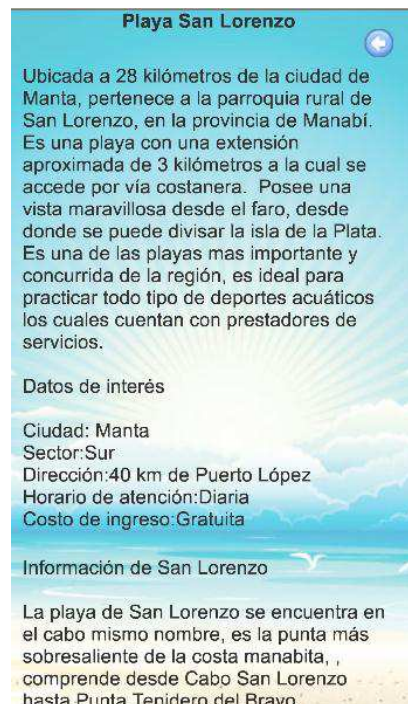 Playa San Lorenzo
Ubicada a 28 kilómetros de la ciudad de
Manta, pertenece a la parroquia rural de
San Lorenzo, en la provincia de Manabí.
Es una playa con una extensión
aproximada de 3 kilómetros a la cual se
accede por vía costanera.  Posee una
vista maravillosa desde el faro, desde
donde se puede divisar la isla de la Plata.
Es una de las playas mas importante y
concurrida de la región, es ideal para
practicar todo tipo de deportes acuáticos
los cuales cuentan con prestadores de
servicios.
Datos de interés
Ciudad: Manta
Sector:Sur
Dirección:40 km de Puerto López
Horario de atención:Diaria
Costo de ingreso:Gratuita
Información de San Lorenzo
La playa de San Lorenzo se encuentra en
el cabo mismo nombre, es la punta más
sobresaliente de la costa manabita, ,
comprende desde Cabo San Lorenzo
hasta Punta Tenidero del Bravo